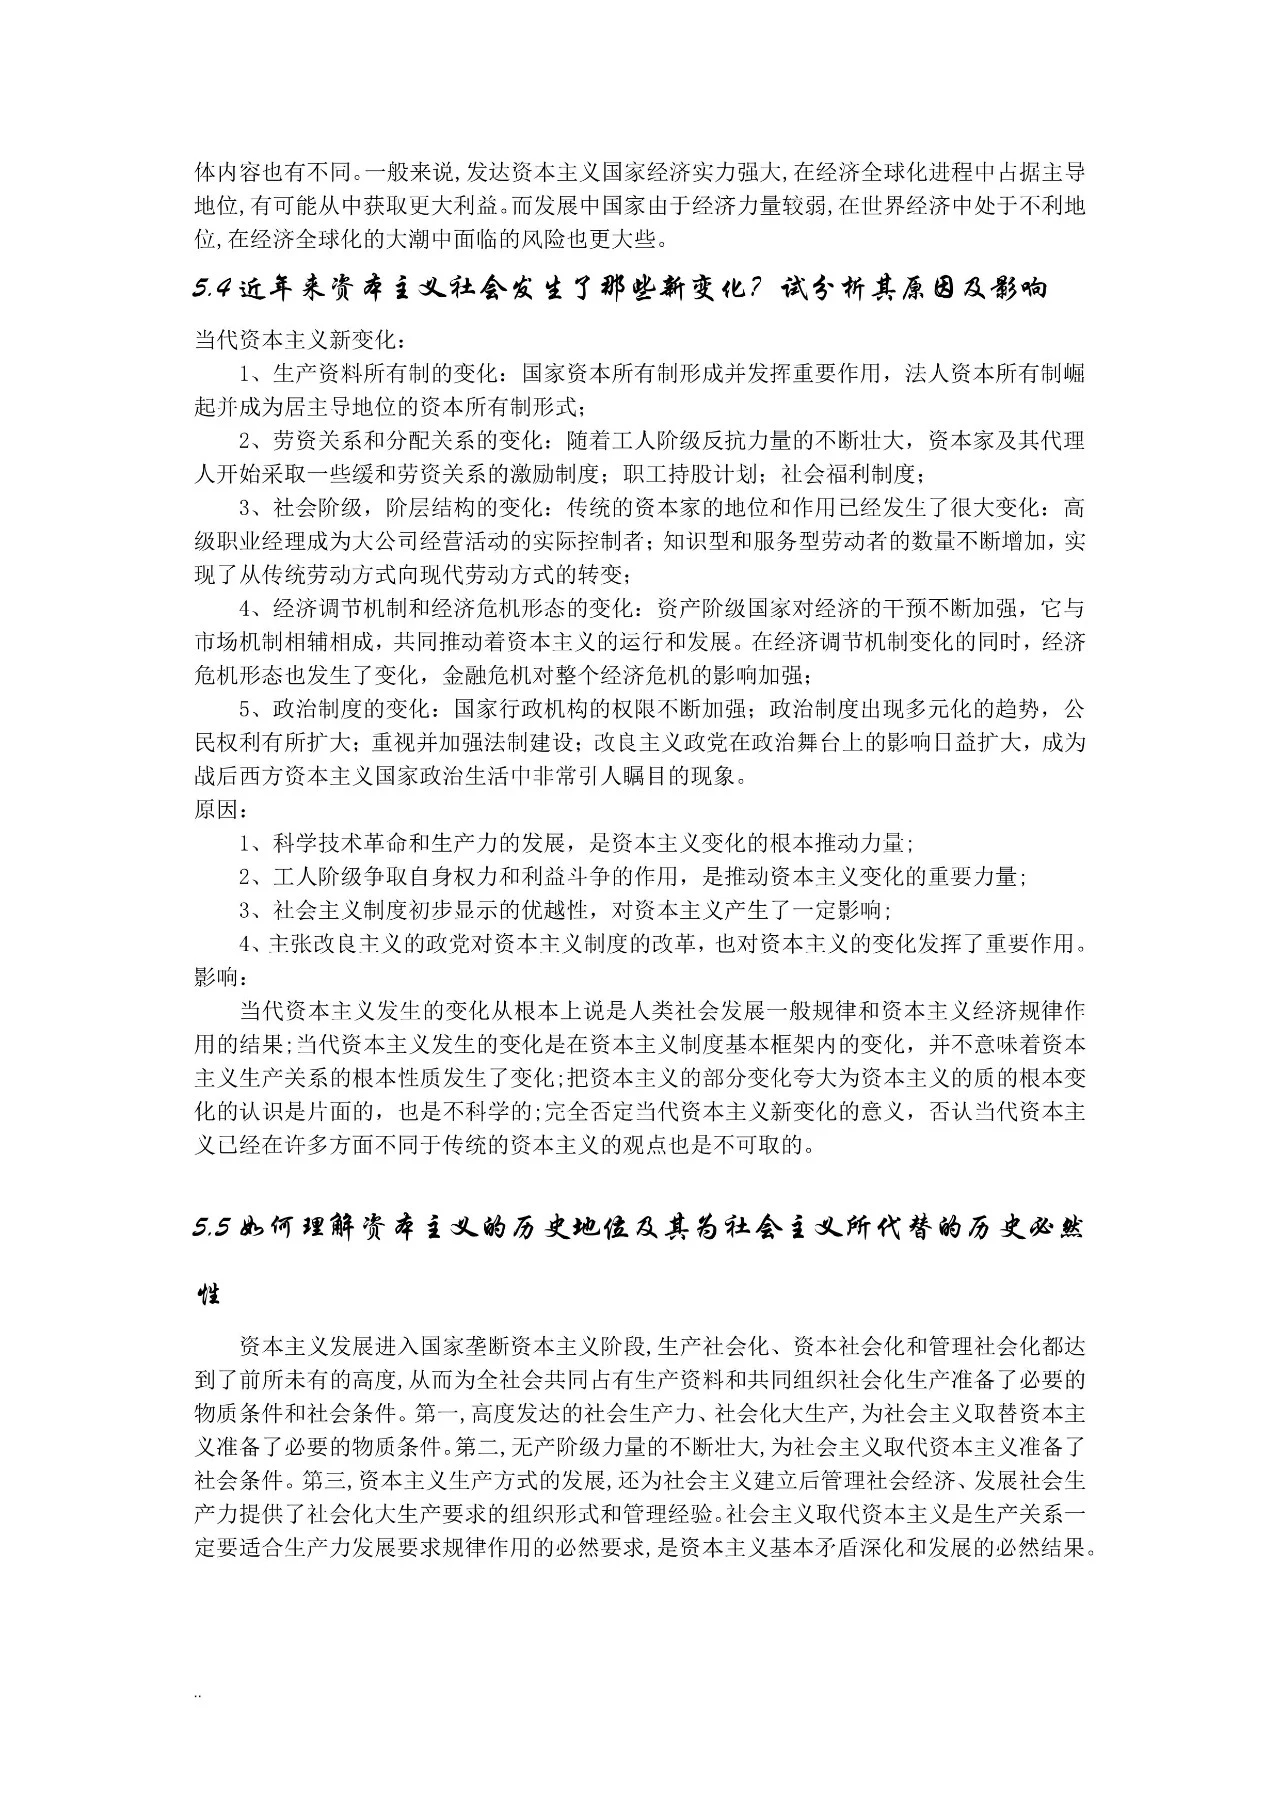 体内容也有不同。一般来说,发达资本主义国家经济实力强大,在经济全球化进程中占据主导
地位,有可能从中获取更大利益。而发展中国家由于经济力量较弱,在世界经济中处于不利地
位,在经济全球化的大潮中面临的风险也更大些。
5.4近年来资本主义社会发生了那些新变化？试分析其原因及影响
当代资本主义新变化：
1、生产资料所有制的变化：国家资本所有制形成并发挥重要作用，法人资本所有制崛
起并成为居主导地位的资本所有制形式；
2、劳资关系和分配关系的变化：随着工人阶级反抗力量的不断壮大，资本家及其代理
人开始采取一些缓和劳资关系的激励制度；职工持股计划；社会福利制度；
3、社会阶级，阶层结构的变化：传统的资本家的地位和作用已经发生了很大变化：高
级职业经理成为大公司经营活动的实际控制者；知识型和服务型劳动者的数量不断增加，实
现了从传统劳动方式向现代劳动方式的转变；
4、经济调节机制和经济危机形态的变化：资产阶级国家对经济的干预不断加强，它与
市场机制相辅相成，共同推动着资本主义的运行和发展。在经济调节机制变化的同时，经济
危机形态也发生了变化，金融危机对整个经济危机的影响加强；
5、政治制度的变化：国家行政机构的权限不断加强；政治制度出现多元化的趋势，公
民权利有所扩大；重视并加强法制建设；改良主义政党在政治舞台上的影响日益扩大，成为
战后西方资本主义国家政治生活中非常引人瞩目的现象。
原因：
1、科学技术革命和生产力的发展，是资本主义变化的根本推动力量;
2、工人阶级争取自身权力和利益斗争的作用，是推动资本主义变化的重要力量;
3、社会主义制度初步显示的优越性，对资本主义产生了一定影响;
4、主张改良主义的政党对资本主义制度的改革，也对资本主义的变化发挥了重要作用。
影响：
当代资本主义发生的变化从根本上说是人类社会发展一般规律和资本主义经济规律作
用的结果;当代资本主义发生的变化是在资本主义制度基本框架内的变化，并不意味着资本
主义生产关系的根本性质发生了变化;把资本主义的部分变化夸大为资本主义的质的根本变
化的认识是片面的，也是不科学的;完全否定当代资本主义新变化的意义，否认当代资本主
义已经在许多方面不同于传统的资本主义的观点也是不可取的。
5.5如何理解资本主义的历史地位及其为社会主义所代替的历史必然
性
资本主义发展进入国家垄断资本主义阶段,生产社会化、资本社会化和管理社会化都达
到了前所未有的高度,从而为全社会共同占有生产资料和共同组织社会化生产准备了必要的
物质条件和社会条件。第一,高度发达的社会生产力、社会化大生产,为社会主义取替资本主
义准备了必要的物质条件。第二,无产阶级力量的不断壮大,为社会主义取代资本主义准备了
社会条件。第三,资本主义生产方式的发展,还为社会主义建立后管理社会经济、发展社会生
产力提供了社会化大生产要求的组织形式和管理经验。社会主义取代资本主义是生产关系一
定要适合生产力发展要求规律作用的必然要求,是资本主义基本矛盾深化和发展的必然结果。
..